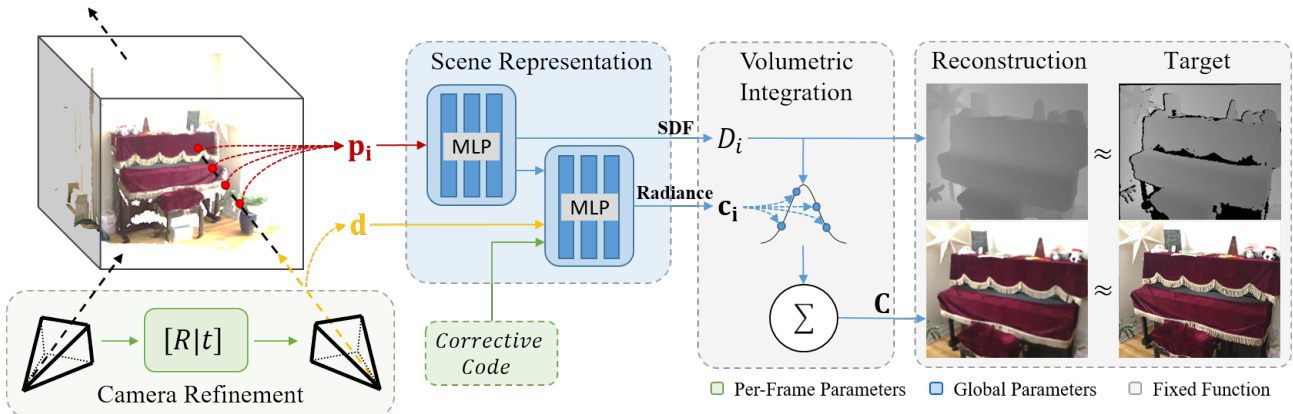 Scene Representation
Volumetric
Integration
Reconstruction
Target
MLP
SDF
D_i
≈
p_i
MLP
Radiance
c_i
d
[R|t]
Camera Refinement
Corrective
Code
∑
C
≈
Per-Frame Parameters
Global Parameters
Fixed Function